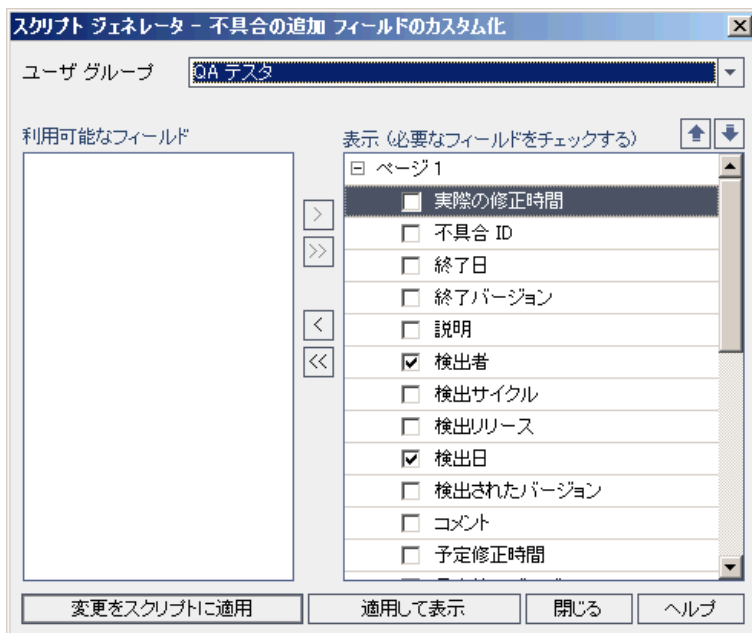 スクリプト ジェネレータ - 不具合の追加 フィールドのカスタム化
ユーザ グループ
QA テスタ
利用可能なフィールド
表示 (必要なフィールドをチェックする)
ページ 1
実際の修正時間
不具合 ID
終了日
終了バージョン
説明
検出者
検出サイクル
検出リリース
検出日
検出されたバージョン
コメント
予定修正時間
>
>>
<
<<
変更をスクリプトに適用
適用して表示
閉じる
ヘルプ